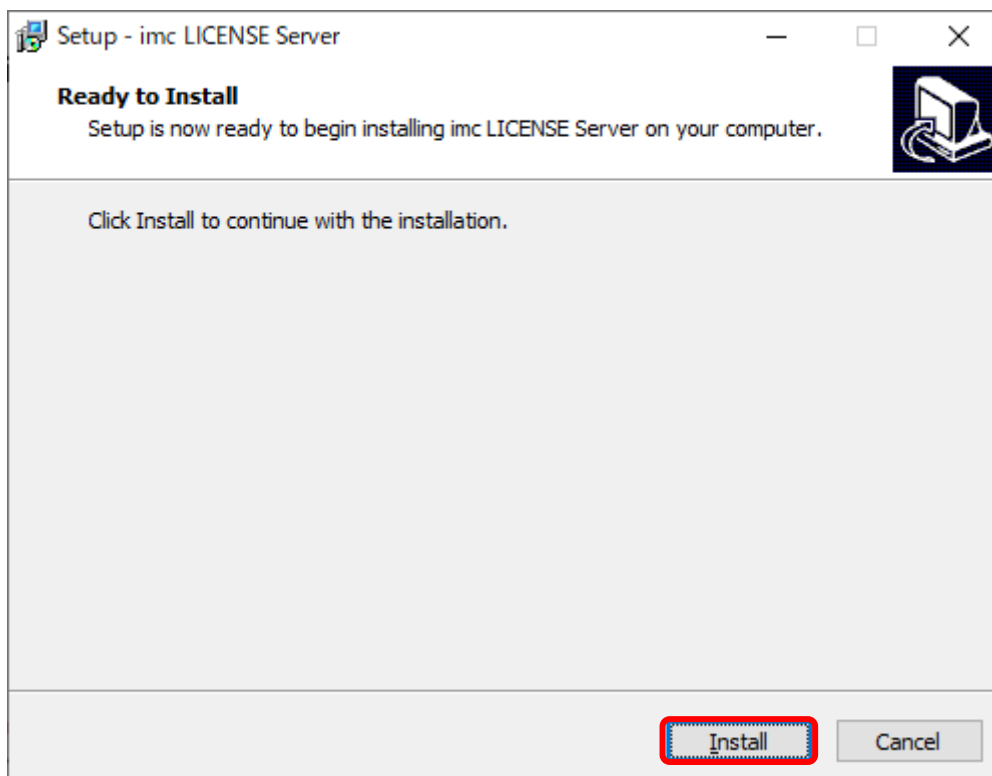 Setup - imc LICENSE Server
Ready to Install
Setup is now ready to begin installing imc LICENSE Server on your computer.
Click Install to continue with the installation.
Install
Cancel